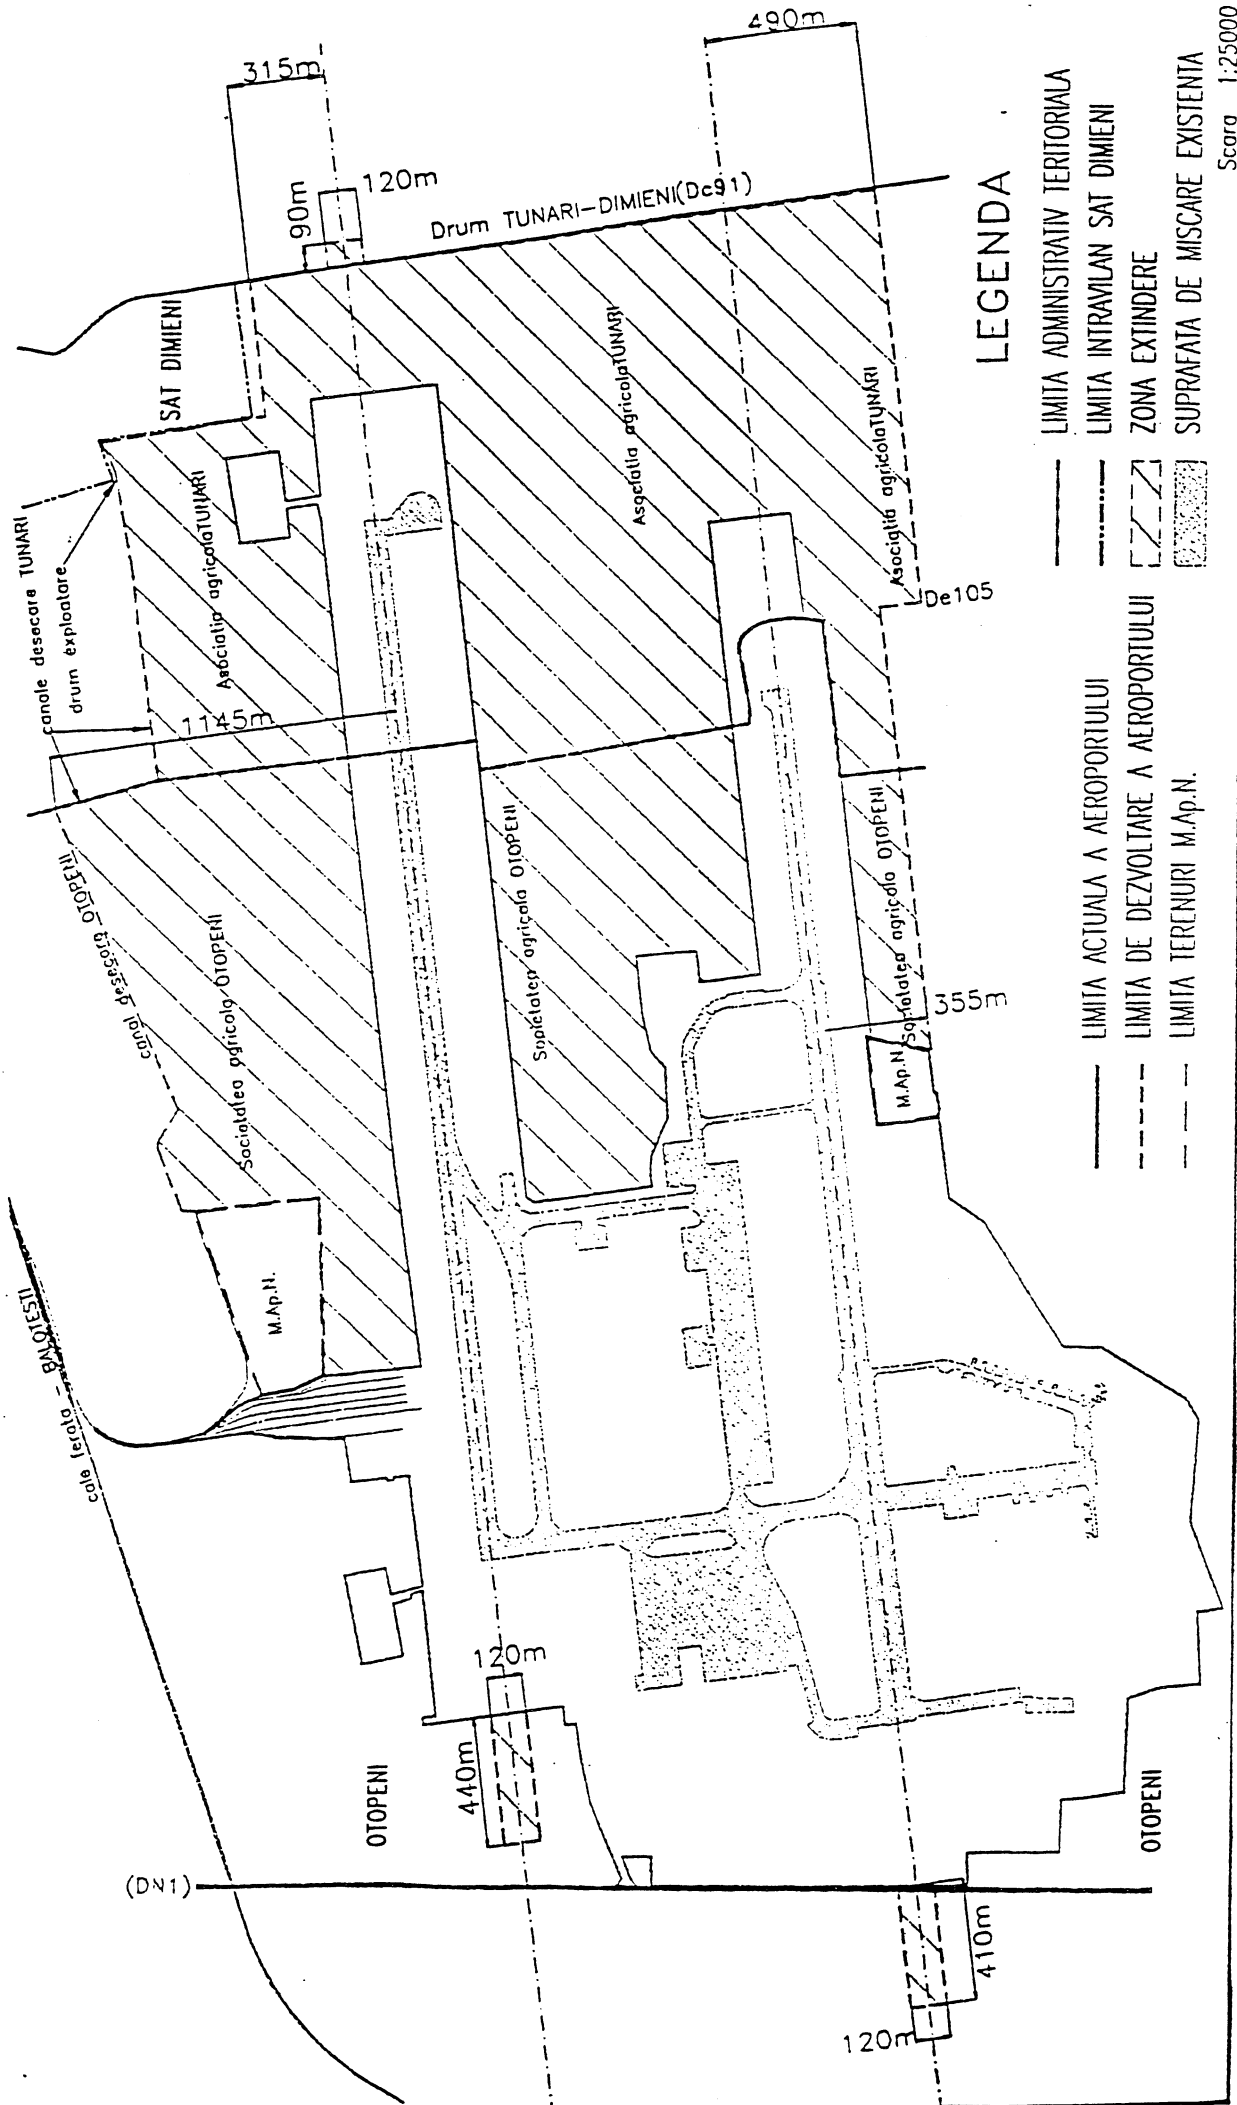 490m
315m
90m
120m
Drum TUNARI-DIMIENI(Dc91)
SAT DIMIENI
canale desecare TUNARI
drum exploatare
Asociatia agricolaTUNARI
Asociatia agricolaTUNARI
Asociatia agricolaTUNARI
De105
1145m
canal desecare OTOPENI
Societatea agricola OTOPENI
Societatea agricola OTOPENI
Societatea agricola OTOPENI
355m
M.Ap.N.
M.Ap.N.
BALOTESTI
cale ferata -
120m
440m
OTOPENI
OTOPENI
(DN1)
410m
120m
LEGENDA
LIMITA ADMINISTRATIV TERITORIALA
LIMITA INTRAVILAN SAT DIMIENI
ZONA EXTINDERE
SUPRAFATA DE MISCARE EXISTENTA
LIMITA ACTUALA A AEROPORTULUI
LIMITA DE DEZVOLTARE A AEROPORTULUI
LIMITA TERENURI M.Ap.N.
Scara 1:25000